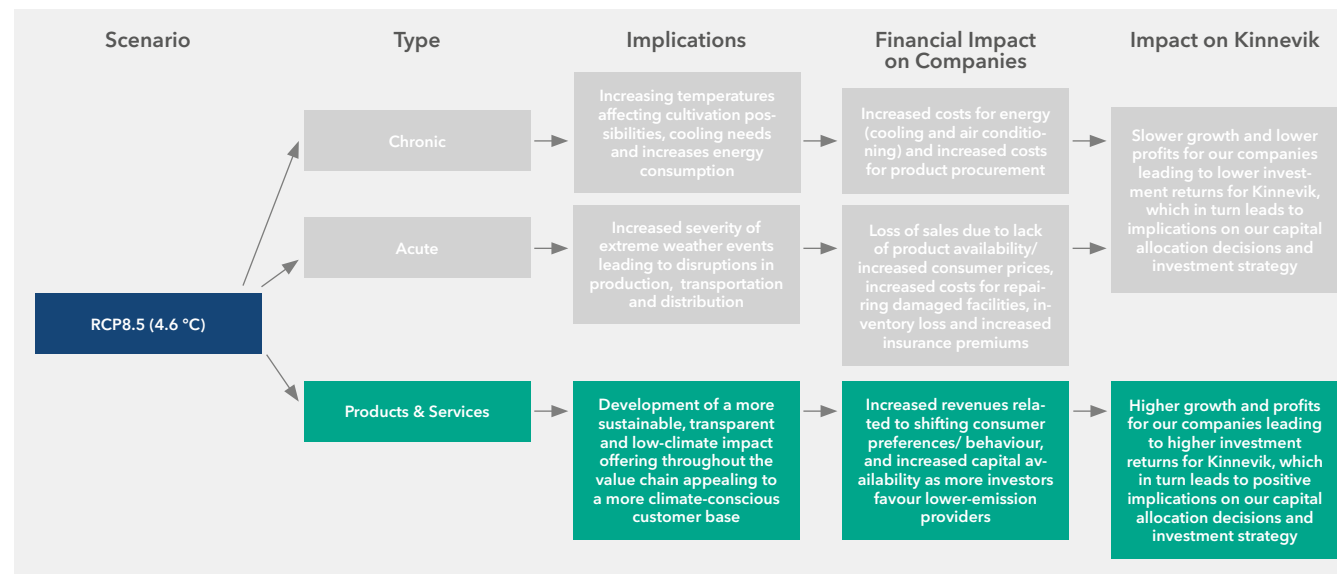 Scenario
Type
Implications
Financial Impact
on Companies
Impact on Kinnevik
RCP8.5 (4.6 °C)
Chronic
Increasing temperatures
affecting cultivation pos-
sibilities, cooling needs
and increases energy
consumption
Increased costs for energy
(cooling and air conditio-
ning) and increased costs
for product procurement
Slower growth and lower
profits for our companies
leading to lower invest-
ment returns for Kinnevik,
which in turn leads to
implications on our capital
allocation decisions and
investment strategy
Acute
Increased severity of
extreme weather events
leading to disruptions in
production, transportation
and distribution
Loss of sales due to lack
of product availability/
increased consumer prices,
increased costs for repai-
ring damaged facilities, in-
ventory loss and increased
insurance premiums
Products & Services
Development of a more
sustainable, transparent
and low-climate impact
offering throughout the
value chain appealing to
a more climate-conscious
customer base
Increased revenues rela-
ted to shifting consumer
preferences/ behaviour,
and increased capital av-
ailability as more investors
favour lower-emission
providers
Higher growth and profits
for our companies leading
to higher investment
returns for Kinnevik, which
in turn leads to positive
implications on our capital
allocation decisions and
investment strategy